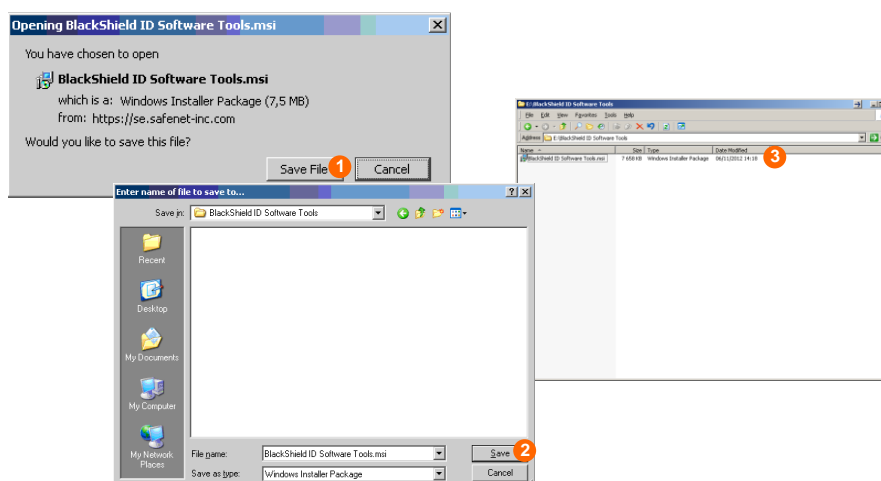 Opening BlackShield ID Software Tools.msi
You have chosen to open
BlackShield ID Software Tools.msi
which is a: Windows Installer Package (7,5 MB)
from: https://se.safenet-inc.com
Would you like to save this file?
Save File 1 Cancel
Enter name of file to save to...
Save in: BlackShield ID Software Tools
Recent
Desktop
My Documents
My Computer
My Network Places
File name: BlackShield ID Software Tools.msi Save 2
Save as type: Windows Installer Package Cancel
E:\BlackShield ID Software Tools
File Edit View Favorites Tools Help
Address E:\BlackShield ID Software Tools
Name Size Type Date Modified
BlackShield ID Software Tools.msi 7 658 KB Windows Installer Package 06/11/2012 14:18 3